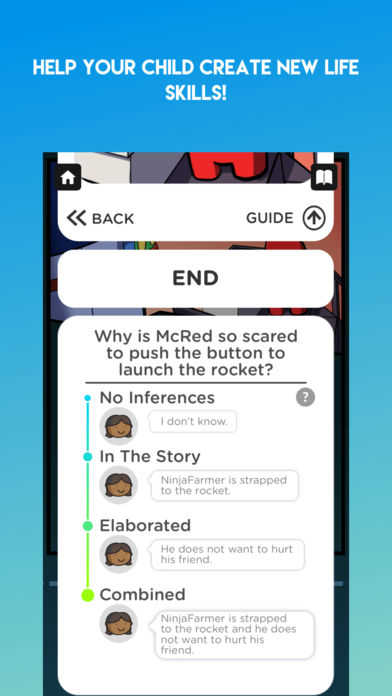 HELP YOUR CHILD CREATE NEW LIFE
SKILLS!
BACK
GUIDE
END
Why is McRed so scared
to push the button to
launch the rocket?
No Inferences
?
I don't know.
In The Story
NinjaFarmer is strapped
to the rocket.
Elaborated
He does not want to hurt
his friend.
Combined
NinjaFarmer is strapped
to the rocket and he does
not want to hurt his
friend.